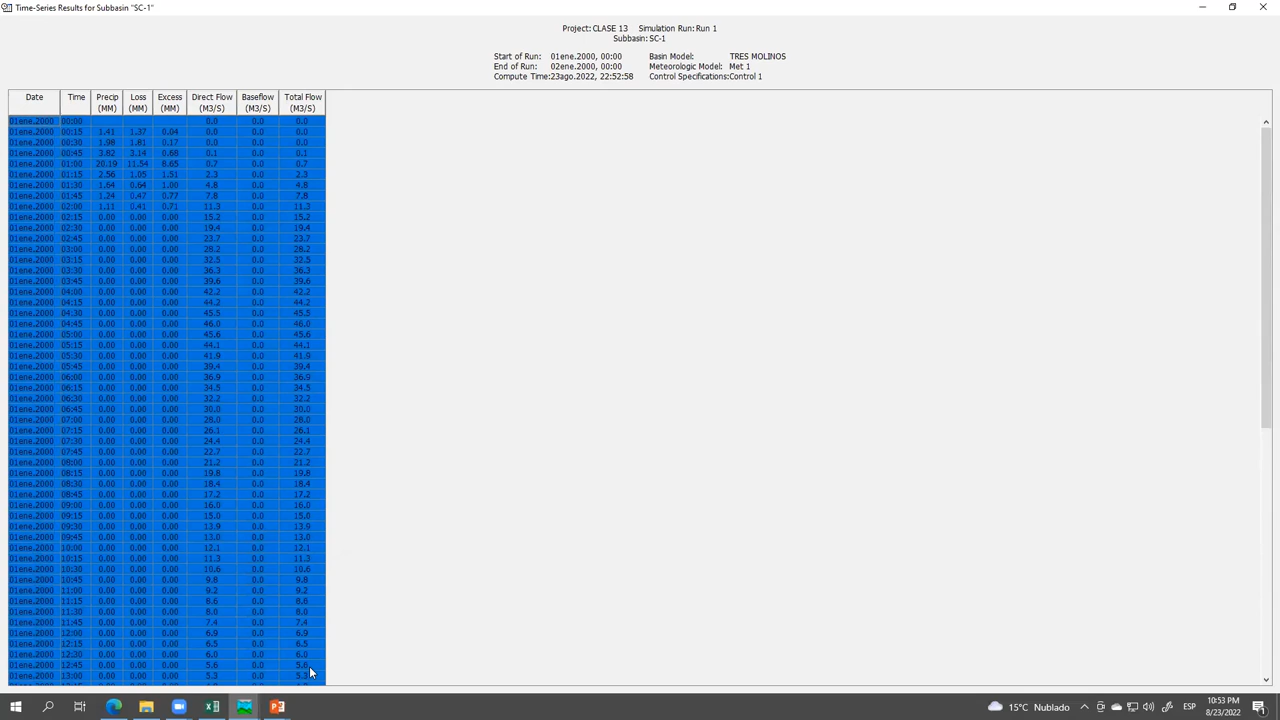 Time-Series Results for Subbasin "SC-1"
Project: CLASE 13 Simulation Run: Run 1
Subbasin: SC-1
Start of Run: 01ene.2000, 00:00 Basin Model: TRES MOLINOS
End of Run: 02ene.2000, 00:00 Meteorologic Model: Met 1
Compute Time:23ago.2022, 22:52:58 Control Specifications:Control 1
Date Time Precip Loss Excess Direct Flow Baseflow Total Flow
(MM) (MM) (MM) (M3/S) (M3/S) (M3/S)
01ene.2000 00:00 0.0 0.0 0.0
01ene.2000 00:15 1.41 1.37 0.04 0.0 0.0 0.0
01ene.2000 00:30 1.98 1.81 0.17 0.0 0.0 0.0
01ene.2000 00:45 3.82 3.14 0.68 0.1 0.0 0.1
01ene.2000 01:00 20.19 11.54 8.65 0.7 0.0 0.7
01ene.2000 01:15 2.56 1.05 1.51 2.3 0.0 2.3
01ene.2000 01:30 1.64 0.64 1.00 4.8 0.0 4.8
01ene.2000 01:45 1.24 0.47 0.77 7.8 0.0 7.8
01ene.2000 02:00 1.11 0.41 0.71 11.3 0.0 11.3
01ene.2000 02:15 0.00 0.00 0.00 15.2 0.0 15.2
01ene.2000 02:30 0.00 0.00 0.00 19.4 0.0 19.4
01ene.2000 02:45 0.00 0.00 0.00 23.7 0.0 23.7
01ene.2000 03:00 0.00 0.00 0.00 28.2 0.0 28.2
01ene.2000 03:15 0.00 0.00 0.00 32.5 0.0 32.5
01ene.2000 03:30 0.00 0.00 0.00 36.3 0.0 36.3
01ene.2000 03:45 0.00 0.00 0.00 39.6 0.0 39.6
01ene.2000 04:00 0.00 0.00 0.00 42.2 0.0 42.2
01ene.2000 04:15 0.00 0.00 0.00 44.2 0.0 44.2
01ene.2000 04:30 0.00 0.00 0.00 45.5 0.0 45.5
01ene.2000 04:45 0.00 0.00 0.00 46.0 0.0 46.0
01ene.2000 05:00 0.00 0.00 0.00 45.6 0.0 45.6
01ene.2000 05:15 0.00 0.00 0.00 44.1 0.0 44.1
01ene.2000 05:30 0.00 0.00 0.00 41.9 0.0 41.9
01ene.2000 05:45 0.00 0.00 0.00 39.4 0.0 39.4
01ene.2000 06:00 0.00 0.00 0.00 36.9 0.0 36.9
01ene.2000 06:15 0.00 0.00 0.00 34.5 0.0 34.5
01ene.2000 06:30 0.00 0.00 0.00 32.2 0.0 32.2
01ene.2000 06:45 0.00 0.00 0.00 30.0 0.0 30.0
01ene.2000 07:00 0.00 0.00 0.00 28.0 0.0 28.0
01ene.2000 07:15 0.00 0.00 0.00 26.1 0.0 26.1
01ene.2000 07:30 0.00 0.00 0.00 24.4 0.0 24.4
01ene.2000 07:45 0.00 0.00 0.00 22.7 0.0 22.7
01ene.2000 08:00 0.00 0.00 0.00 21.2 0.0 21.2
01ene.2000 08:15 0.00 0.00 0.00 19.8 0.0 19.8
01ene.2000 08:30 0.00 0.00 0.00 18.4 0.0 18.4
01ene.2000 08:45 0.00 0.00 0.00 17.2 0.0 17.2
01ene.2000 09:00 0.00 0.00 0.00 16.0 0.0 16.0
01ene.2000 09:15 0.00 0.00 0.00 15.0 0.0 15.0
01ene.2000 09:30 0.00 0.00 0.00 13.9 0.0 13.9
01ene.2000 09:45 0.00 0.00 0.00 13.0 0.0 13.0
01ene.2000 10:00 0.00 0.00 0.00 12.1 0.0 12.1
01ene.2000 10:15 0.00 0.00 0.00 11.3 0.0 11.3
01ene.2000 10:30 0.00 0.00 0.00 10.6 0.0 10.6
01ene.2000 10:45 0.00 0.00 0.00 9.8 0.0 9.8
01ene.2000 11:00 0.00 0.00 0.00 9.2 0.0 9.2
01ene.2000 11:15 0.00 0.00 0.00 8.6 0.0 8.6
01ene.2000 11:30 0.00 0.00 0.00 8.0 0.0 8.0
01ene.2000 11:45 0.00 0.00 0.00 7.4 0.0 7.4
01ene.2000 12:00 0.00 0.00 0.00 6.9 0.0 6.9
01ene.2000 12:15 0.00 0.00 0.00 6.5 0.0 6.5
01ene.2000 12:30 0.00 0.00 0.00 6.0 0.0 6.0
01ene.2000 12:45 0.00 0.00 0.00 5.6 0.0 5.6
01ene.2000 13:00 0.00 0.00 0.00 5.3 0.0 5.3
15°C Nublado ESP 10:53 PM
8/23/2022